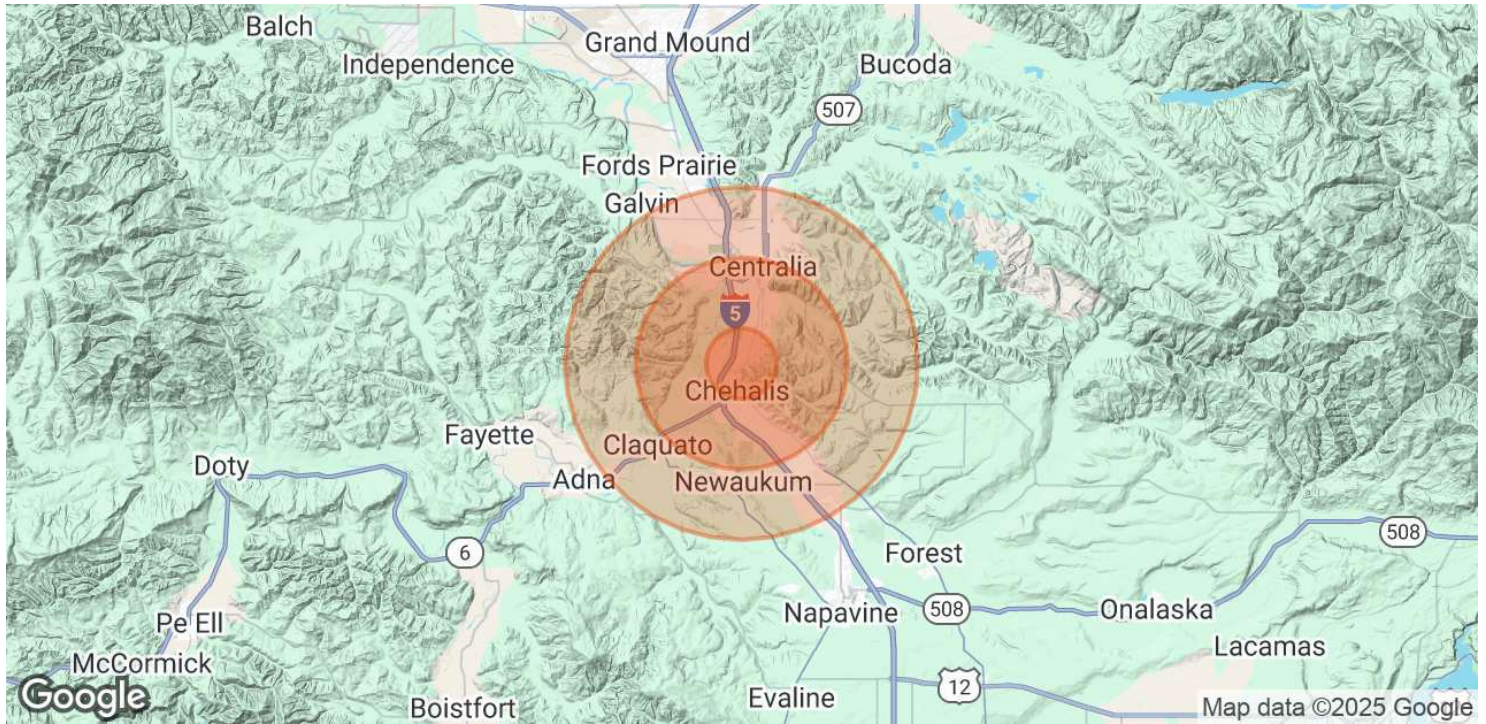 Balch
Grand Mound
Independence
Bucoda
507
Fords Prairie
Galvin
Centralia
5
Chehalis
Fayette
Claquato
Doty
Adna
Newaukum
508
6
Forest
Napavine
508
Onalaska
Pe Ell
Lacamas
McCormick
12
Google
Boistfort
Evaline
Map data ©2025 Google